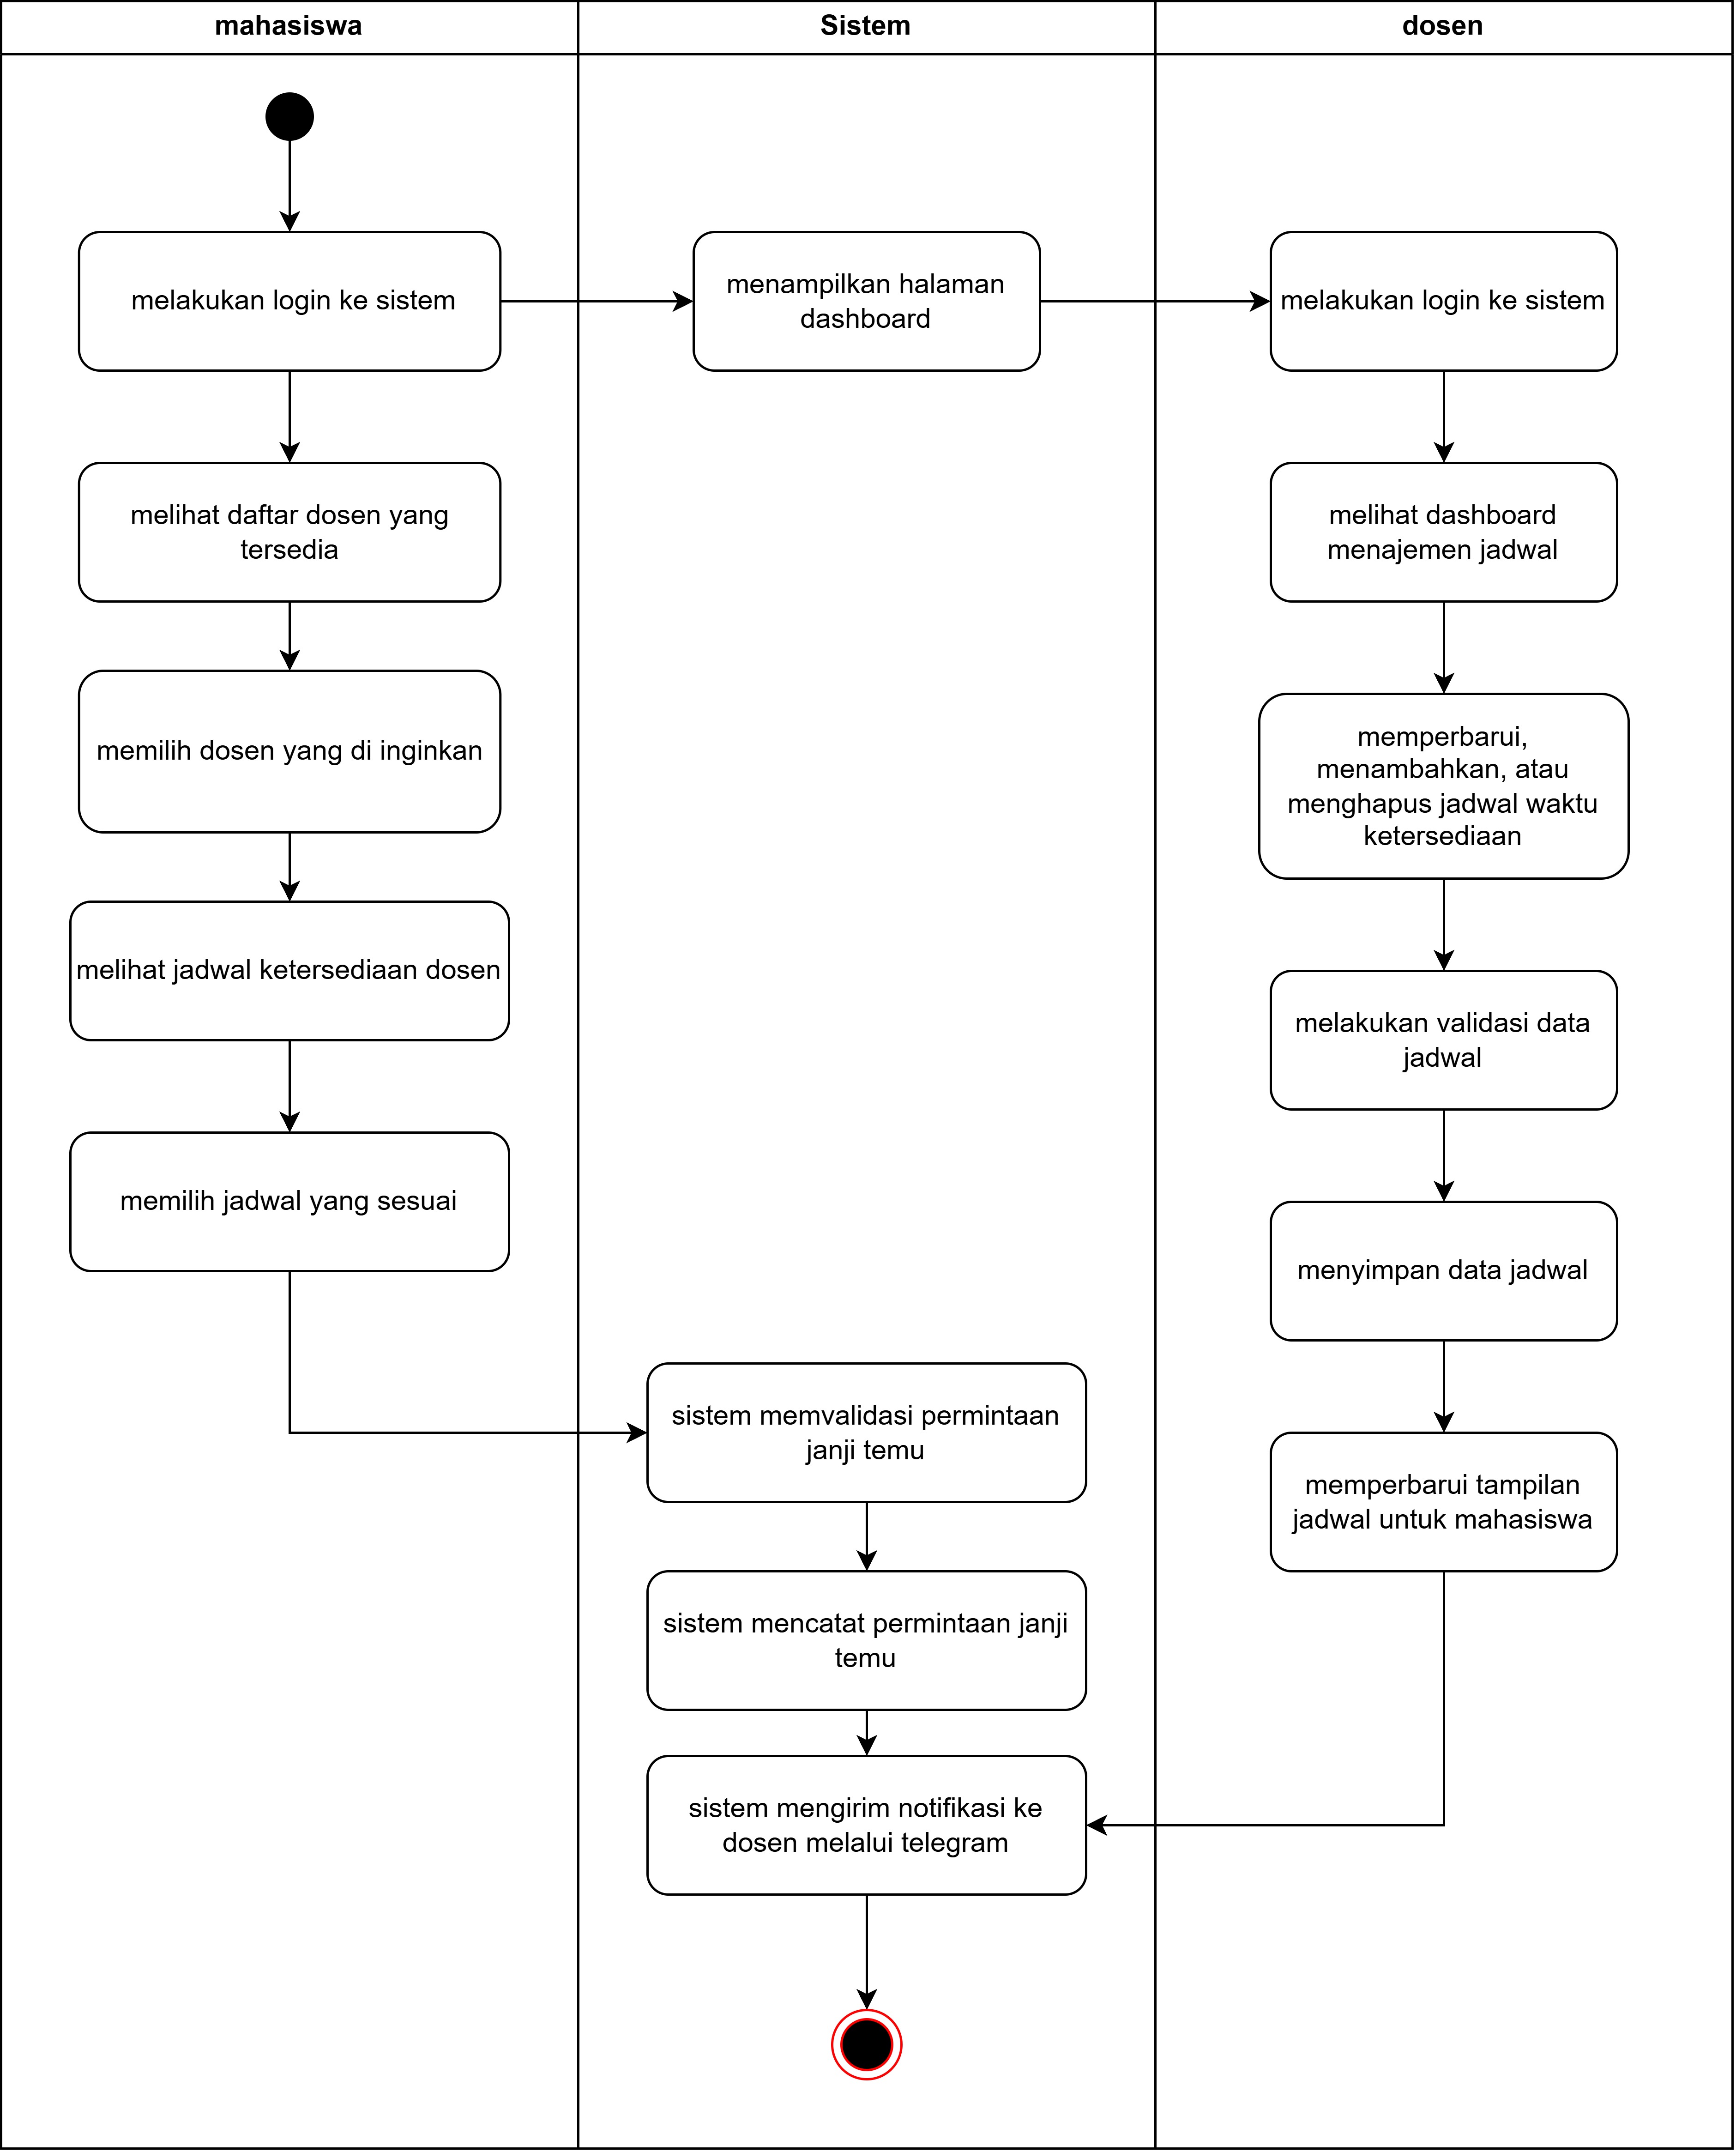 mahasiswa
Sistem
dosen
melakukan login ke sistem
menampilkan halaman
dashboard
melakukan login ke sistem
melihat daftar dosen yang
tersedia
melihat dashboard
menajemen jadwal
memilih dosen yang di inginkan
memperbarui,
menambahkan, atau
menghapus jadwal waktu
ketersediaan
melihat jadwal ketersediaan dosen
melakukan validasi data
jadwal
memilih jadwal yang sesuai
menyimpan data jadwal
sistem memvalidasi permintaan
janji temu
memperbarui tampilan
jadwal untuk mahasiswa
sistem mencatat permintaan janji
temu
sistem mengirim notifikasi ke
dosen melalui telegram